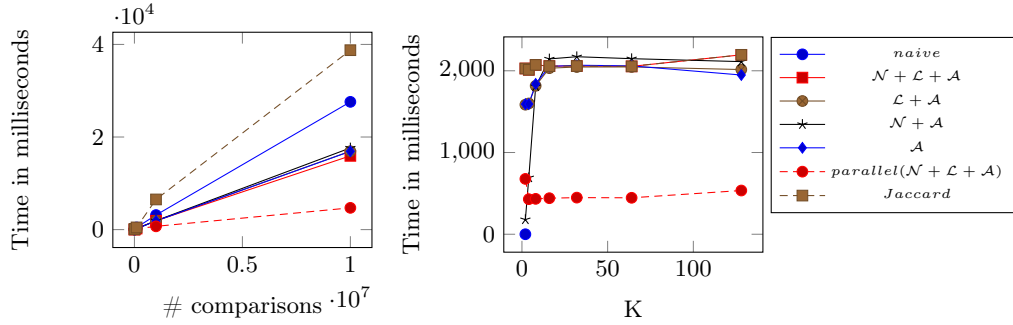 ·10^4
4
2
0
0
0.5
1
·10^7
Time in milliseconds
# comparisons
2,000
1,000
0
0
50
100
Time in milliseconds
K
naive
𝒩 + ℒ + 𝒜
ℒ + 𝒜
𝒩 + 𝒜
𝒜
parallel(𝒩 + ℒ + 𝒜)
Jaccard